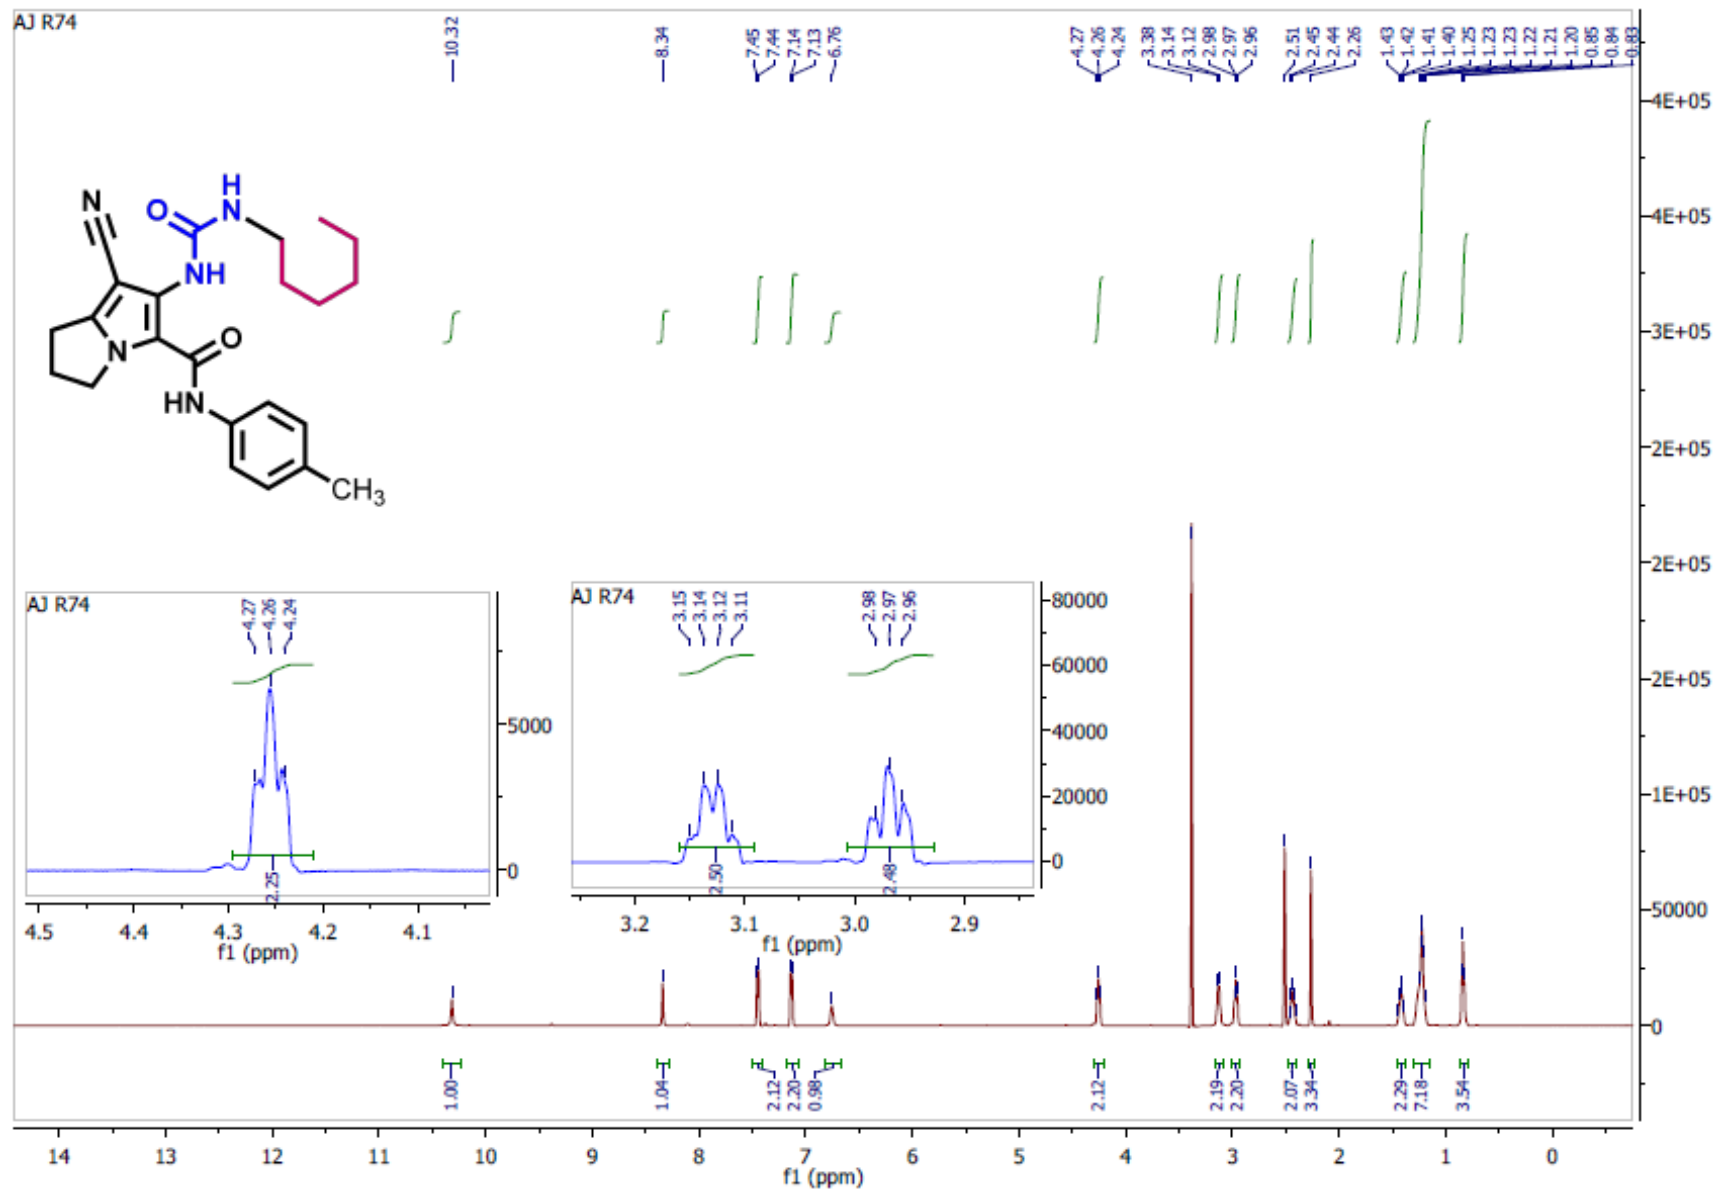 AJ R74
10.32
8.34
7.45
7.44
7.14
7.13
6.76
4.27
4.26
4.24
3.38
3.14
3.12
2.98
2.97
2.96
2.51
2.45
2.44
2.26
1.43
1.42
1.41
1.40
1.25
1.23
1.23
1.22
1.21
1.20
0.85
0.84
0.83
4E+05
4E+05
3E+05
2E+05
2E+05
2E+05
1E+05
50000
0
N
O
H
N
NH
N
O
HN
CH3
AJ R74
4.27
4.26
4.24
5000
0
2.25
4.5 4.4 4.3 4.2 4.1
f1 (ppm)
AJ R74
3.15
3.14
3.12
3.11
2.98
2.97
2.96
80000
60000
40000
20000
0
2.50
2.48
3.2 3.1 3.0 2.9
f1 (ppm)
1.00
1.04
2.12
2.20
0.98
2.12
2.19
2.20
2.07
3.34
2.29
7.18
3.54
14 13 12 11 10 9 8 7 6 5 4 3 2 1 0
f1 (ppm)